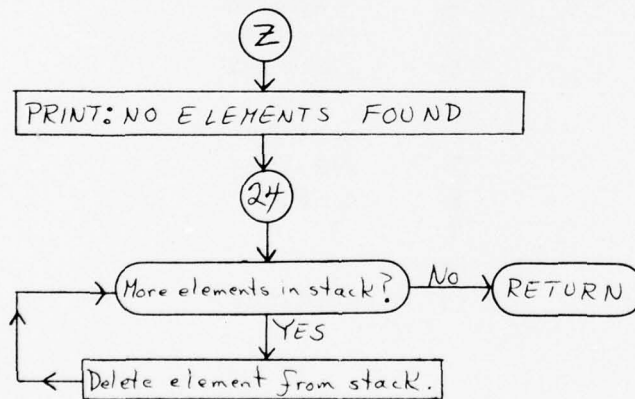 Z
PRINT: NO ELEMENTS FOUND
24
More elements in stack?
No
RETURN
YES
Delete element from stack.